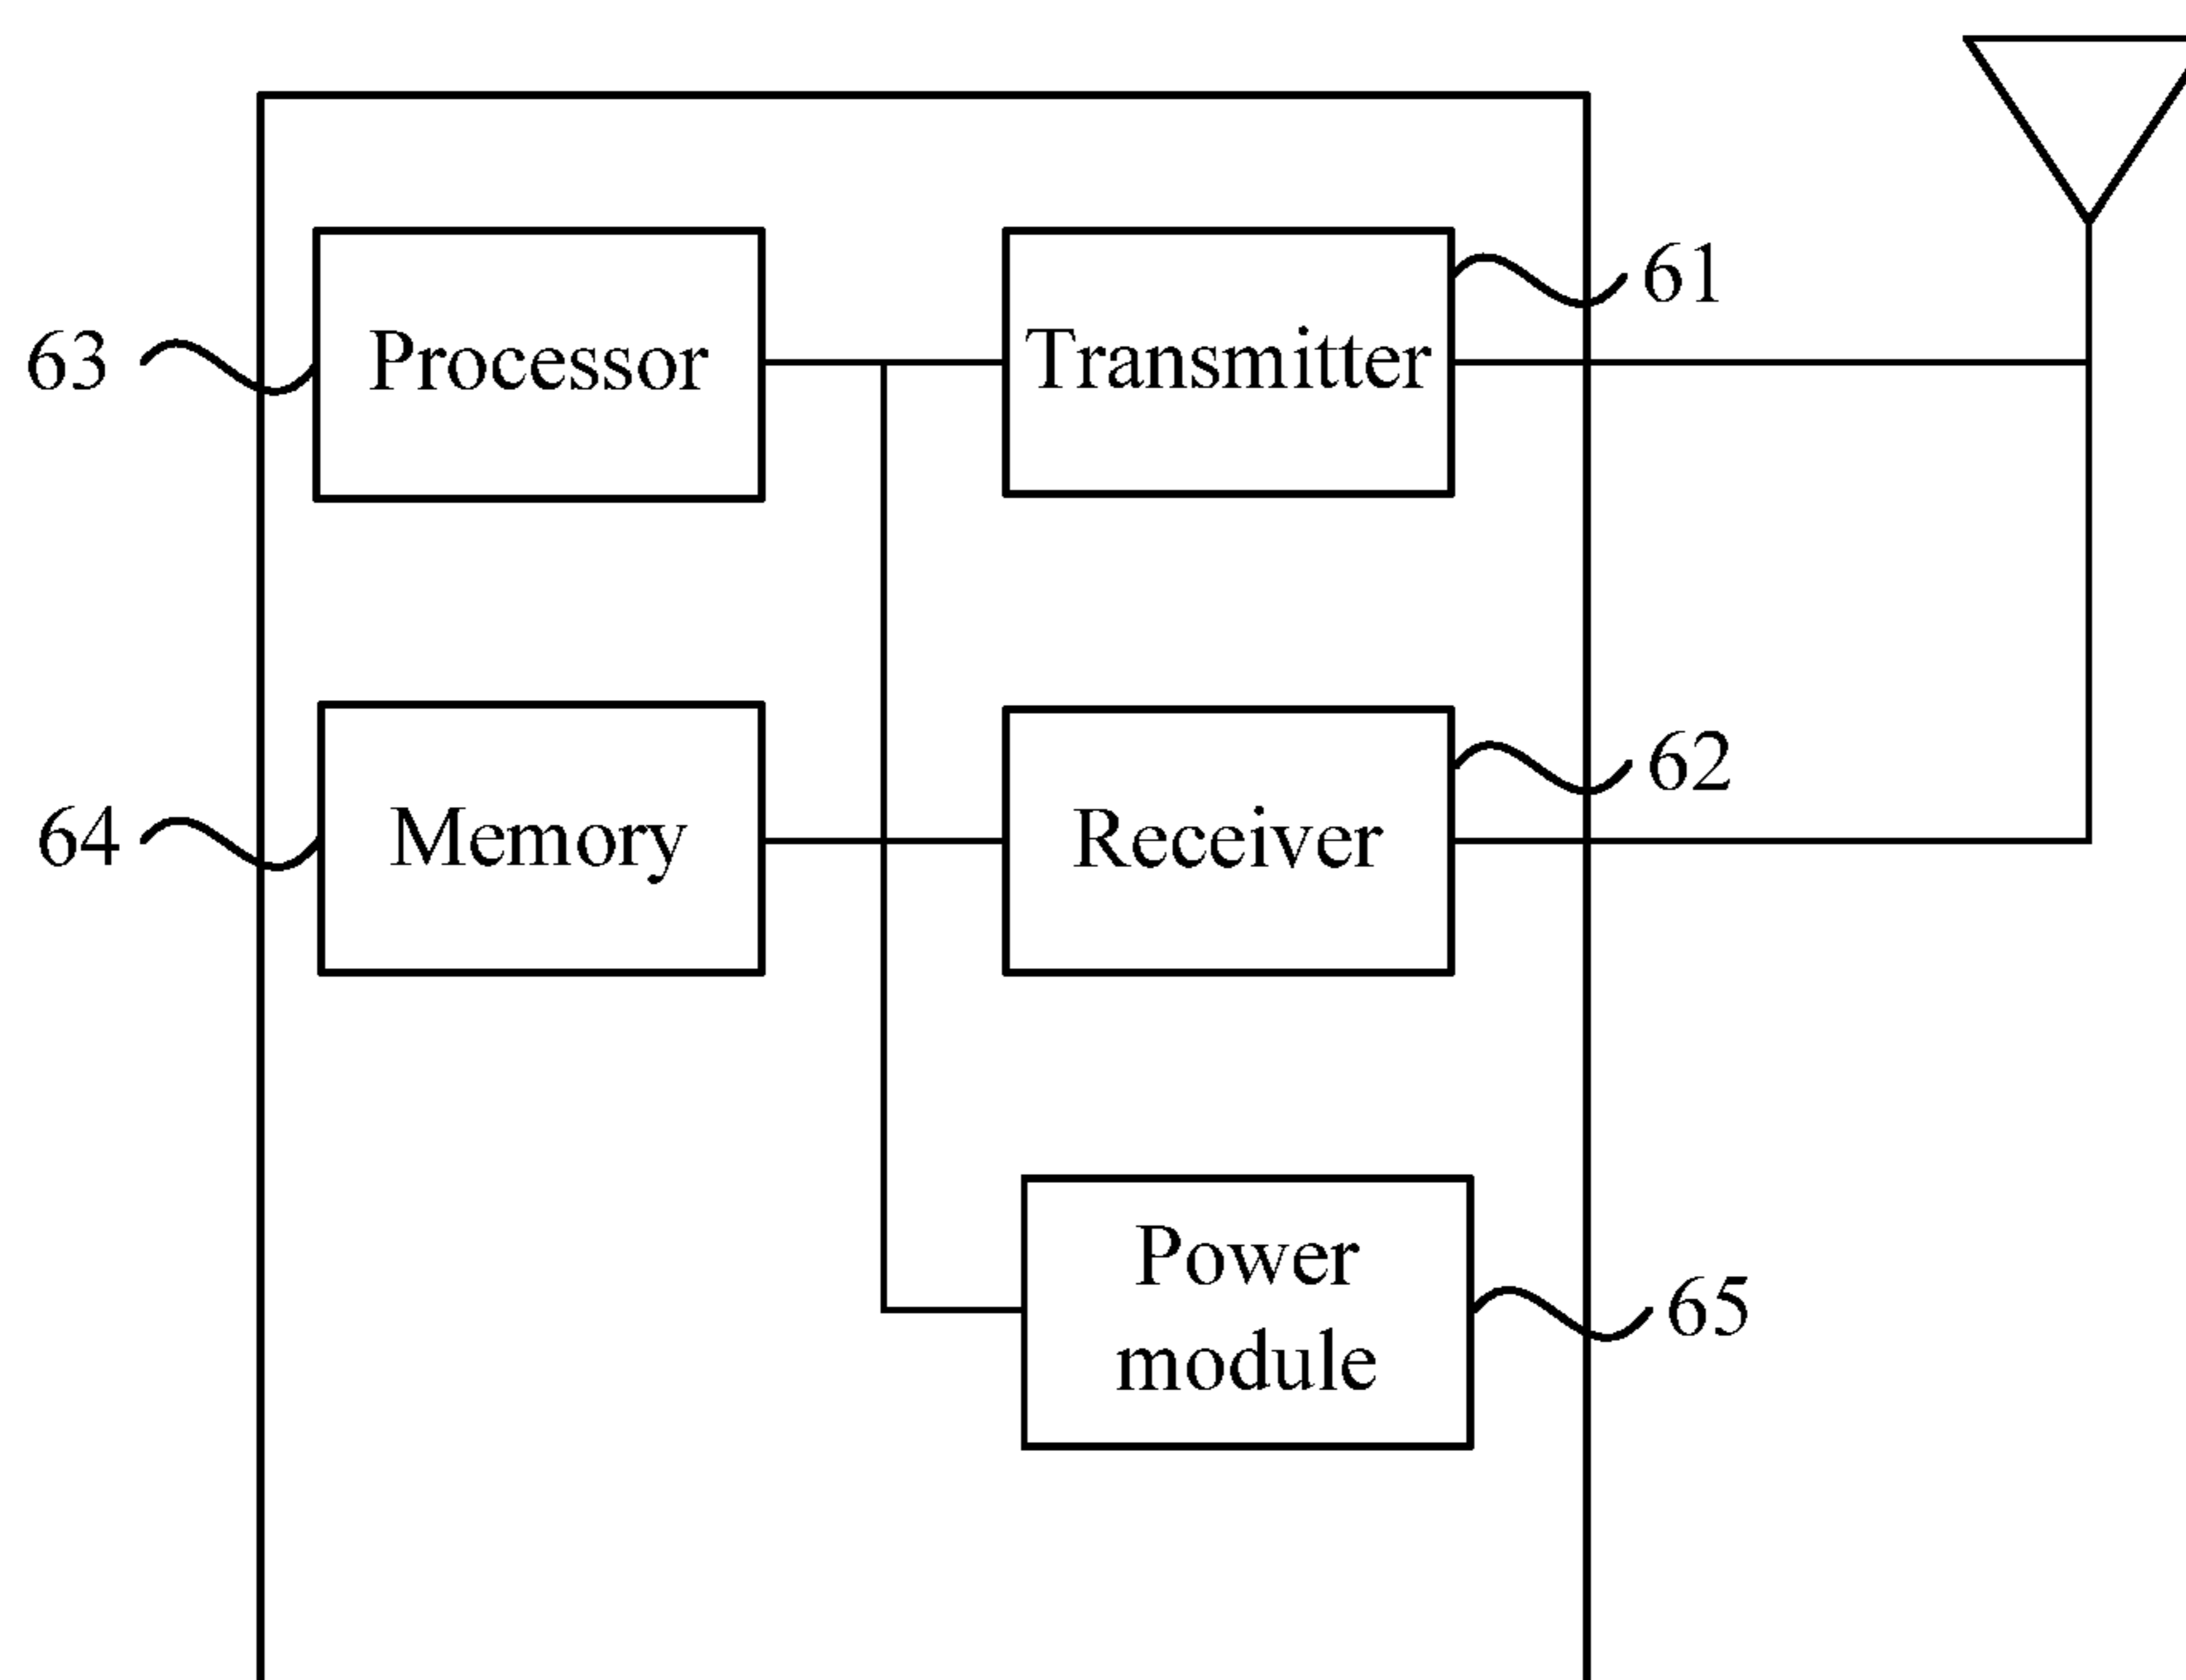 61
63
Processor
Transmitter
62
64
Memory
Receiver
Power
module
65